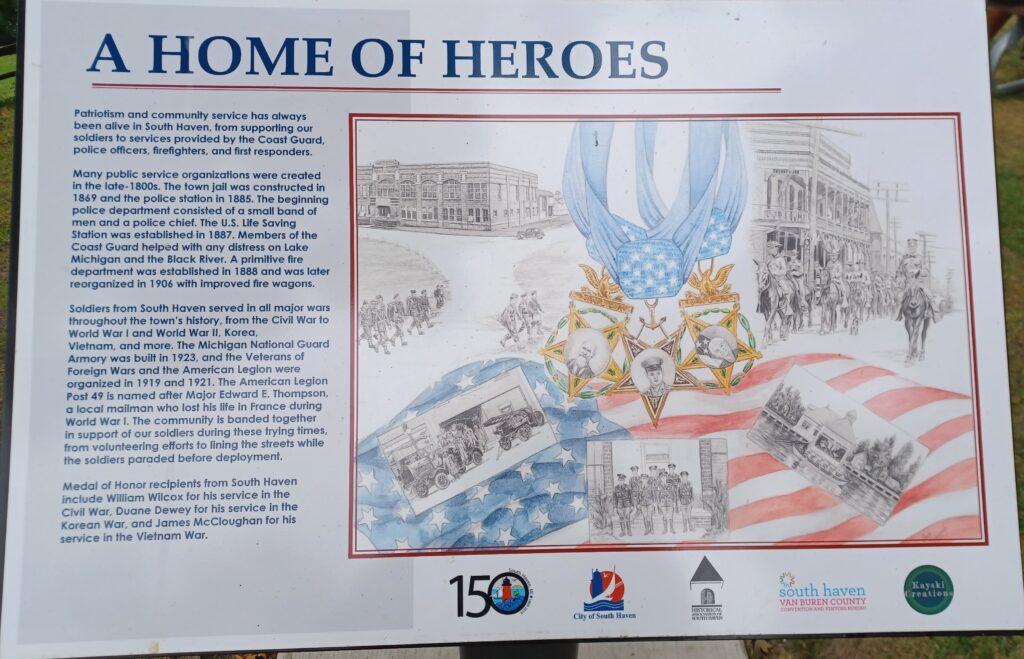 A HOME OF HEROES
Patriotism and community service has always
been alive in South Haven, from supporting our
soldiers to services provided by the Coast Guard,
police officers, firefighters, and first responders.
Many public service organizations were created
in the late-1800s. The town jail was constructed in
1869 and the police station in 1885. The beginning
police department consisted of a small band of
men and a police chief. The U.S. Life Saving
Station was established in 1887. Members of the
Coast Guard helped with any distress on Lake
Michigan and the Black River. A primitive fire
department was established in 1888 and was later
reorganized in 1906 with improved fire wagons.
Soldiers from South Haven served in all major wars
throughout the town's history, from the Civil War to
World War I and World War II, Korea,
Vietnam, and more. The Michigan National Guard
Armory was built in 1923, and the Veterans of
Foreign Wars and the American Legion were
organized in 1919 and 1921. The American Legion
Post 49 is named after Major Edward E. Thompson,
a local mailman who lost his life in France during
World War I. The community is banded together
in support of our soldiers during these trying times,
from volunteering efforts to lining the streets while
the soldiers paraded before deployment.
Medal of Honor recipients from South Haven
include William Wilcox for his service in the
Civil War, Duane Dewey for his service in the
Korean War, and James McCloughan for his
service in the Vietnam War.
150
City of South Haven
HISTORICAL
ASSOCIATION OF
SOUTH HAVEN
south haven
VAN BUREN COUNTY
CONVENTION AND VISITORS BUREAU
Kayski
Creations